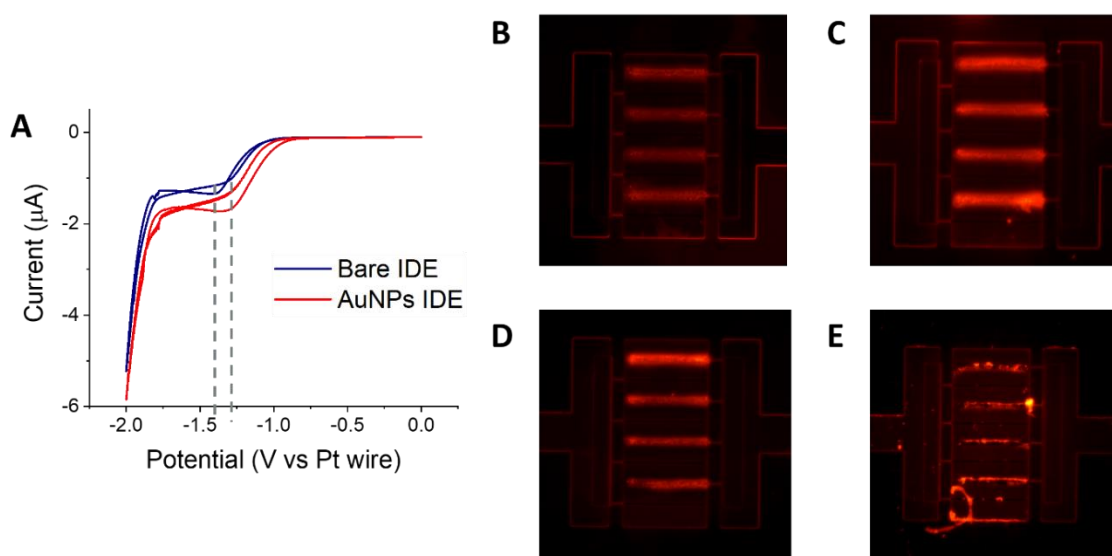 A
B
C
D
E
0
-2
-4
-6
Current (μA)
Bare IDE
AuNPs IDE
-2.0 -1.5 -1.0 -0.5 0.0
Potential (V vs Pt wire)